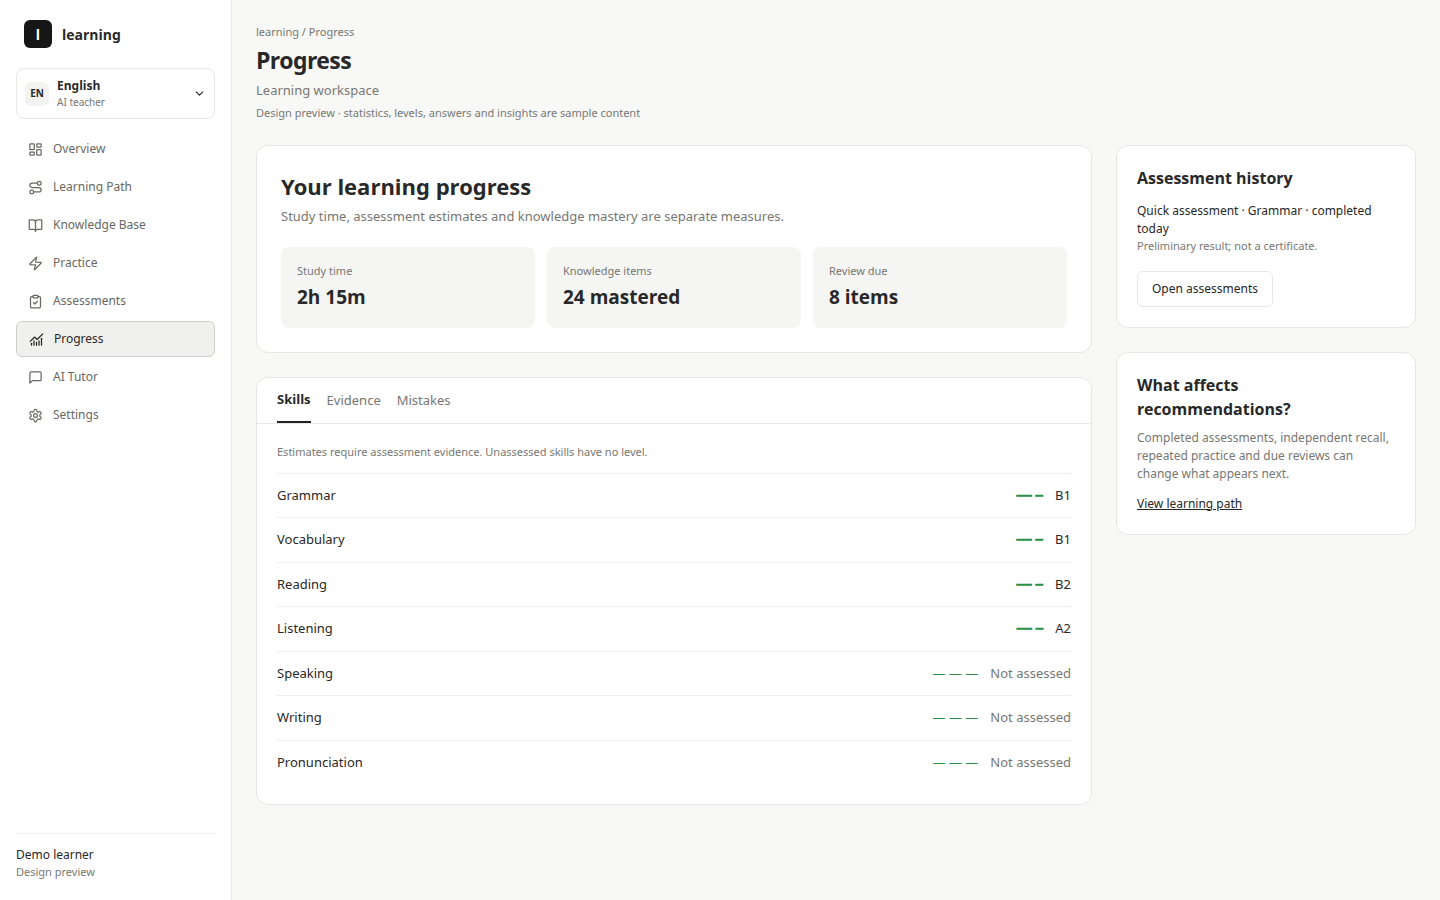 l learning
EN English
AI teacher
Overview
Learning Path
Knowledge Base
Practice
Assessments
Progress
AI Tutor
Settings
Demo learner
Design preview
learning / Progress
Progress
Learning workspace
Design preview · statistics, levels, answers and insights are sample content
Your learning progress
Study time, assessment estimates and knowledge mastery are separate measures.
Study time
2h 15m
Knowledge items
24 mastered
Review due
8 items
Skills Evidence Mistakes
Estimates require assessment evidence. Unassessed skills have no level.
Grammar B1
Vocabulary B1
Reading B2
Listening A2
Speaking — — — Not assessed
Writing — — — Not assessed
Pronunciation — — — Not assessed
Assessment history
Quick assessment · Grammar · completed
today
Preliminary result; not a certificate.
Open assessments
What affects
recommendations?
Completed assessments, independent recall,
repeated practice and due reviews can
change what appears next.
View learning path